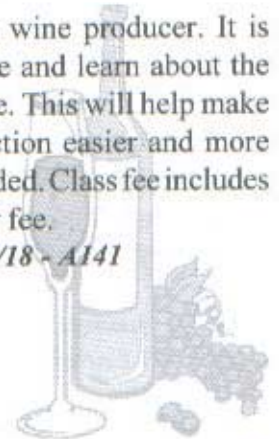 wine producer. It is
e and learn about the
e. This will help make
ction easier and more
ded. Class fee includes
fee.
/18 - A141